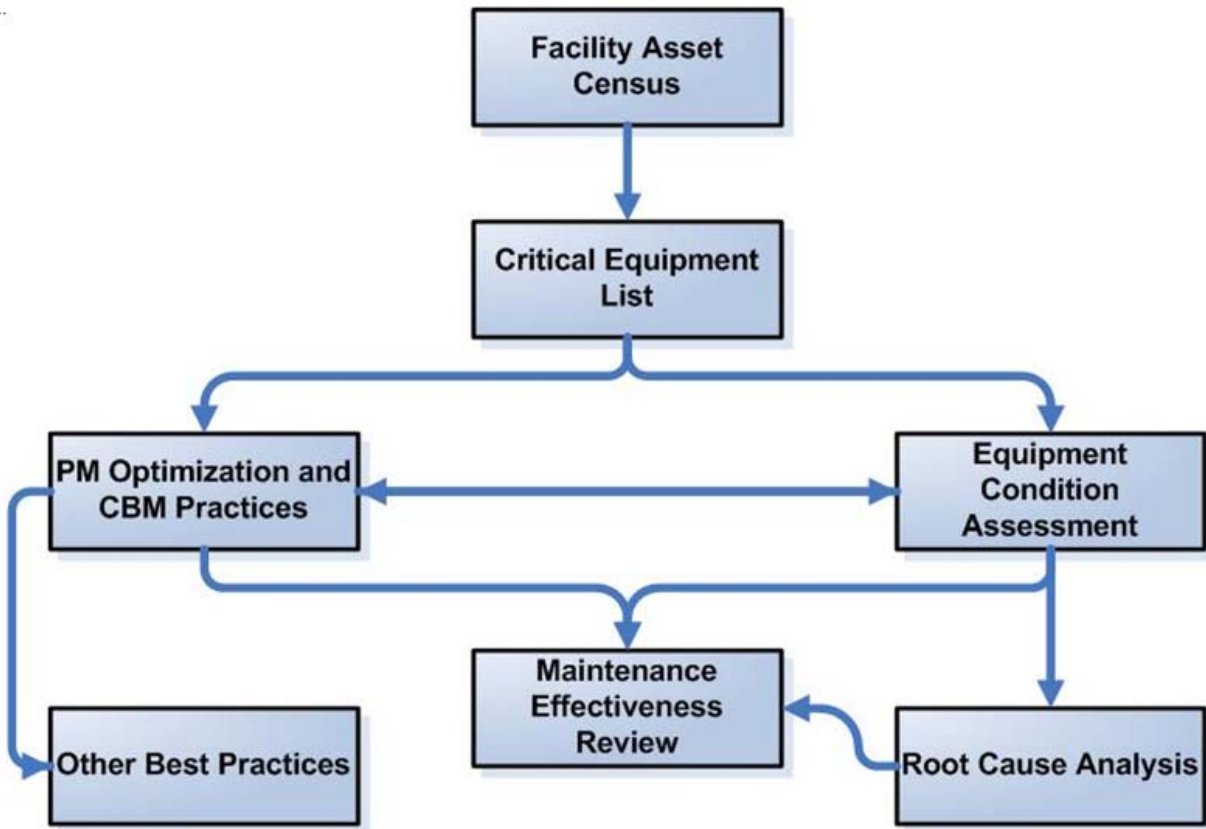 Facility Asset
Census
Critical Equipment
List
PM Optimization and
CBM Practices
Equipment
Condition
Assessment
Maintenance
Effectiveness
Review
Other Best Practices
Root Cause Analysis